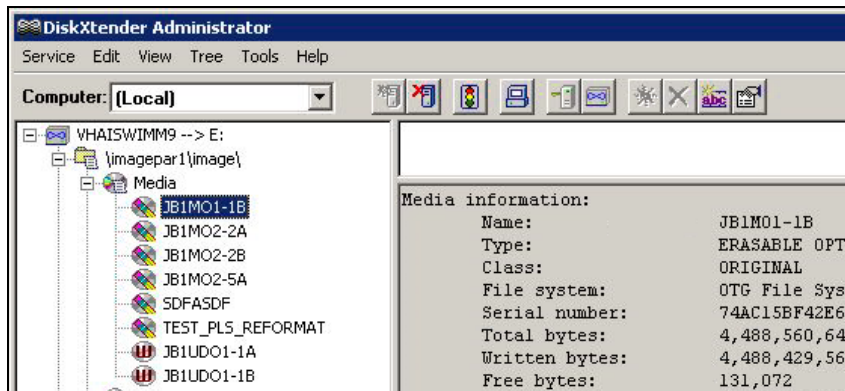 DiskXtender Administrator
Service Edit View Tree Tools Help
Computer: (Local)
abc
VHAISWIMM9 --> E:
\imagepar1\image\
Media
JB1MO1-1B
JB1MO2-2A
JB1MO2-2B
JB1MO2-5A
SDFASDF
TEST_PLS_REFORMAT
JB1UDO1-1A
JB1UDO1-1B
Media information:
Name: JB1MO1-1B
Type: ERASABLE OPT
Class: ORIGINAL
File system: OTG File Sys
Serial number: 74AC15BF42E6
Total bytes: 4,488,560,64
Written bytes: 4,488,429,56
Free bytes: 131,072